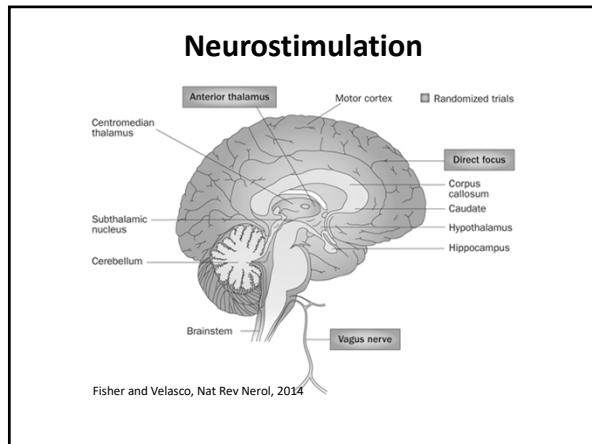 Neurostimulation
Anterior thalamus
Motor cortex
Randomized trials
Centromedian
thalamus
Direct focus
Corpus
callosum
Caudate
Subthalamic
nucleus
Hypothalamus
Hippocampus
Cerebellum
Brainstem
Vagus nerve
Fisher and Velasco, Nat Rev Nerol, 2014